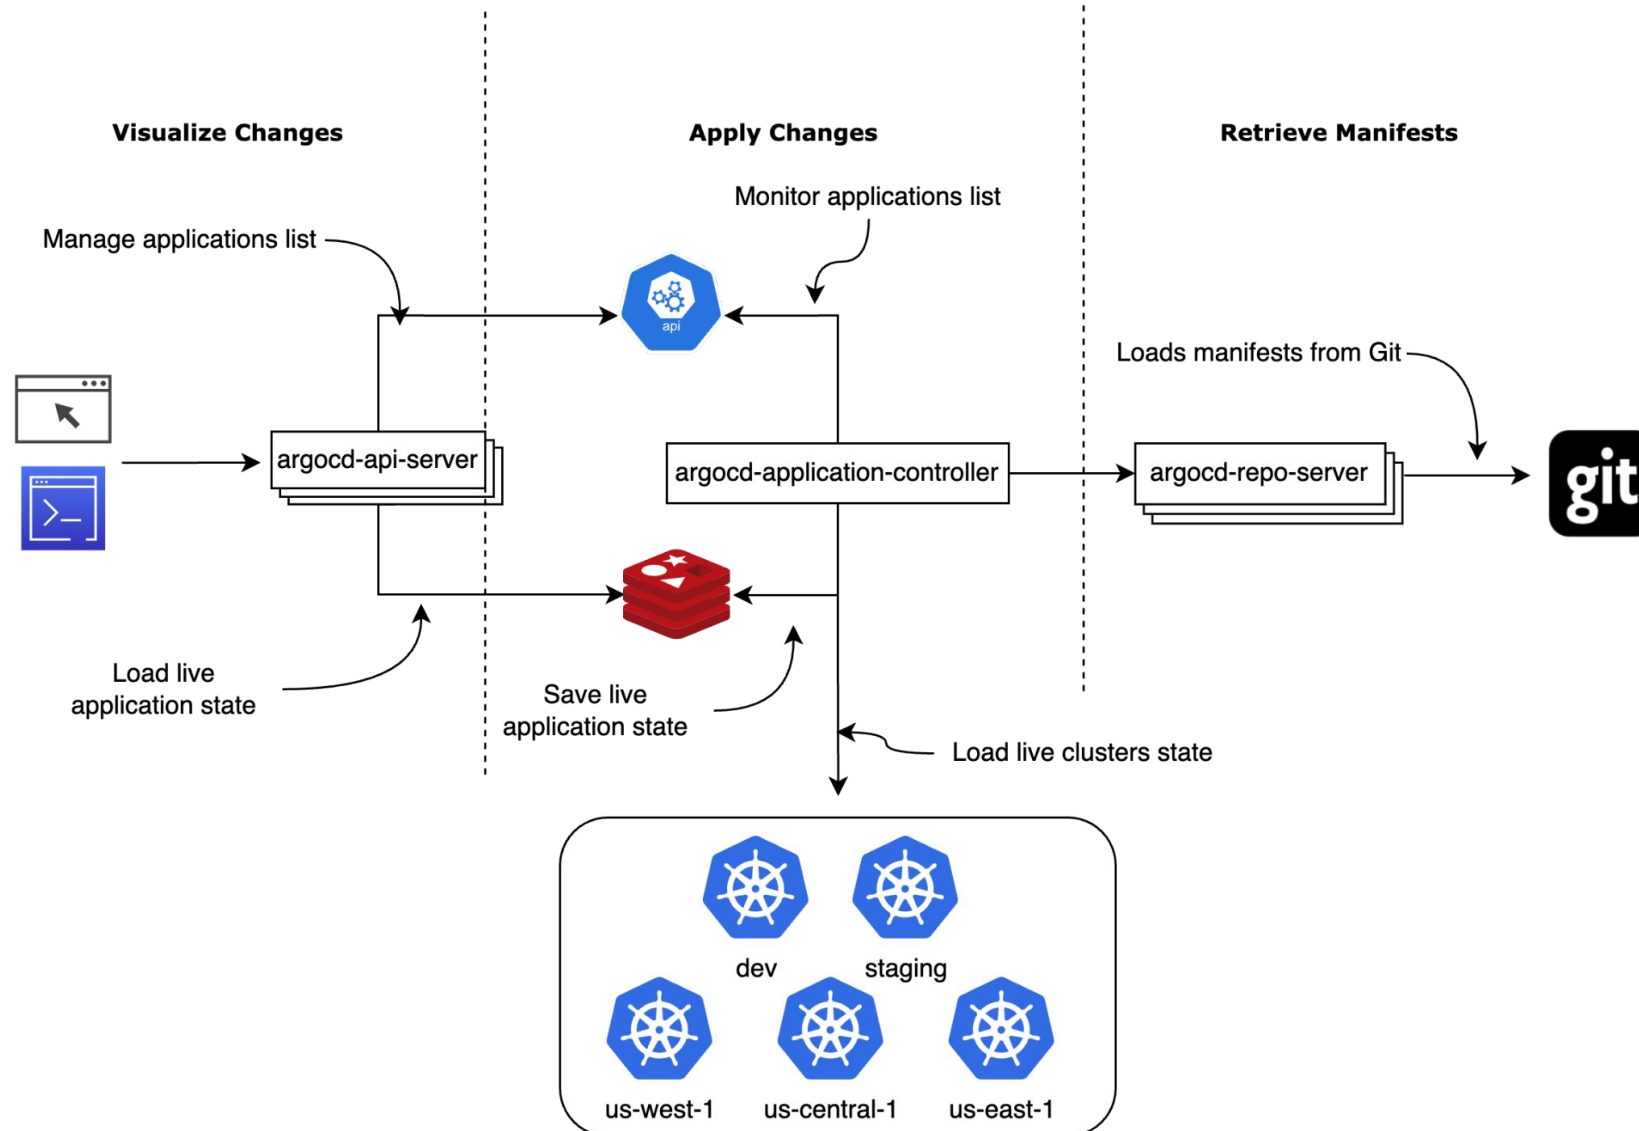 Visualize Changes
Apply Changes
Retrieve Manifests
Monitor applications list
Manage applications list
api
Loads manifests from Git
argocd-api-server
argocd-application-controller
argocd-repo-server
git
Load live
application state
Save live
application state
Load live clusters state
dev
staging
us-west-1
us-central-1
us-east-1